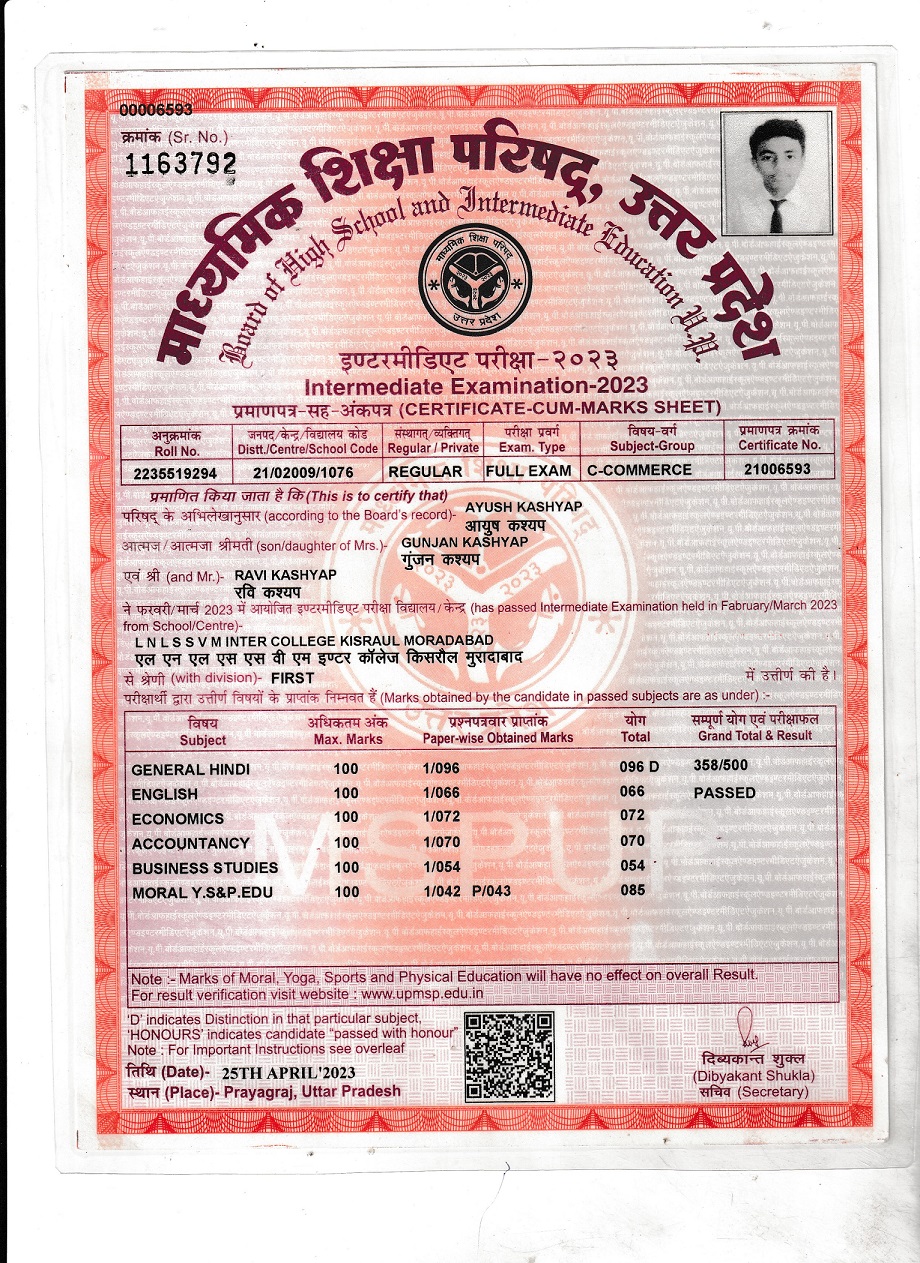 00006593
क्रमांक (Sr. No.)
1163792
माध्यमिक शिक्षा परिषद, उत्तर प्रदेश
Board of High School and Intermediate Education U.P.
माध्यमिक शिक्षा परिषद
उत्तर प्रदेश
इण्टरमीडिएट परीक्षा-२०२३
Intermediate Examination-2023
प्रमाणपत्र-सह-अंकपत्र (CERTIFICATE-CUM-MARKS SHEET)
अनुक्रमांक जनपद/केन्द्र/विद्यालय कोड संस्थागत/व्यक्तिगत परीक्षा प्रवर्ग विषय-वर्ग प्रमाणपत्र क्रमांक
Roll No. Distt./Centre/School Code Regular / Private Exam. Type Subject-Group Certificate No.
2235519294 21/02009/1076 REGULAR FULL EXAM C-COMMERCE 21006593
प्रमाणित किया जाता है कि (This is to certify that)
परिषद् के अभिलेखानुसार (according to the Board's record)- AYUSH KASHYAP
आयुष कश्यप
आत्मज/आत्मजा श्रीमती (son/daughter of Mrs.)- GUNJAN KASHYAP
गुंजन कश्यप
एवं श्री (and Mr.)- RAVI KASHYAP
रवि कश्यप
ने फरवरी/मार्च 2023 में आयोजित इण्टरमीडिएट परीक्षा विद्यालय/केन्द्र (has passed Intermediate Examination held in Fabruary/March 2023
from School/Centre)-
L N L S S V M INTER COLLEGE KISRAUL MORADABAD
एल एन एल एस एस वी एम इण्टर कॉलेज किसरौल मुरादाबाद
से श्रेणी (with division)- FIRST में उत्तीर्ण की है।
परीक्षार्थी द्वारा उत्तीर्ण विषयों के प्राप्तांक निम्नवत हैं (Marks obtained by the candidate in passed subjects are as under) :-
विषय अधिकतम अंक प्रश्नपत्रवार प्राप्तांक योग सम्पूर्ण योग एवं परीक्षाफल
Subject Max. Marks Paper-wise Obtained Marks Total Grand Total & Result
GENERAL HINDI 100 1/096 096 D 358/500
ENGLISH 100 1/066 066 PASSED
ECONOMICS 100 1/072 072
ACCOUNTANCY 100 1/070 070
BUSINESS STUDIES 100 1/054 054
MORAL Y.S&P.EDU 100 1/042 P/043 085
MSPUP
Note :- Marks of Moral, Yoga, Sports and Physical Education will have no effect on overall Result.
For result verification visit website : www.upmsp.edu.in
'D' indicates Distinction in that particular subject,
'HONOURS' indicates candidate "passed with honour"
Note : For Important Instructions see overleaf
तिथि (Date)- 25TH APRIL'2023
स्थान (Place)- Prayagraj, Uttar Pradesh
दिब्यकान्त शुक्ल
(Dibyakant Shukla)
सचिव (Secretary)